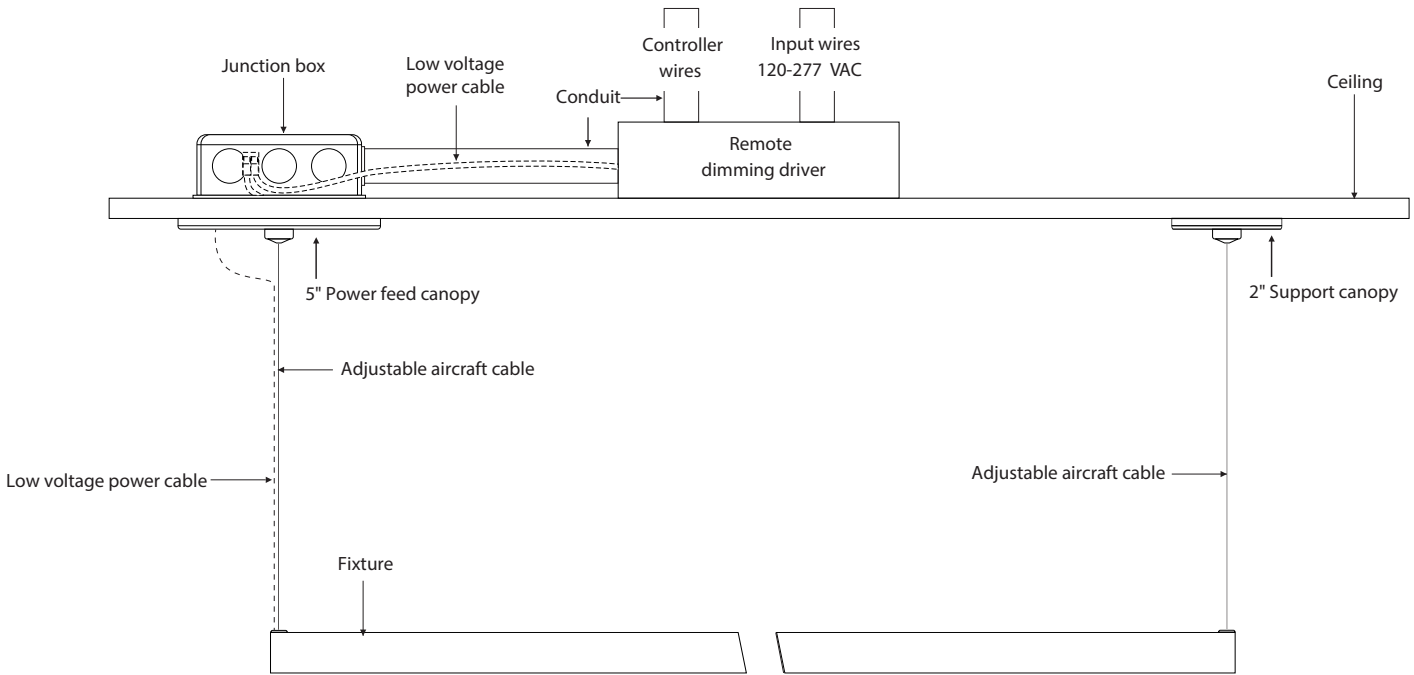 Controller
wires
Input wires
120-277 VAC
Junction box
Low voltage
power cable
Conduit
Ceiling
Remote
dimming driver
5" Power feed canopy
2" Support canopy
Adjustable aircraft cable
Low voltage power cable
Adjustable aircraft cable
Fixture